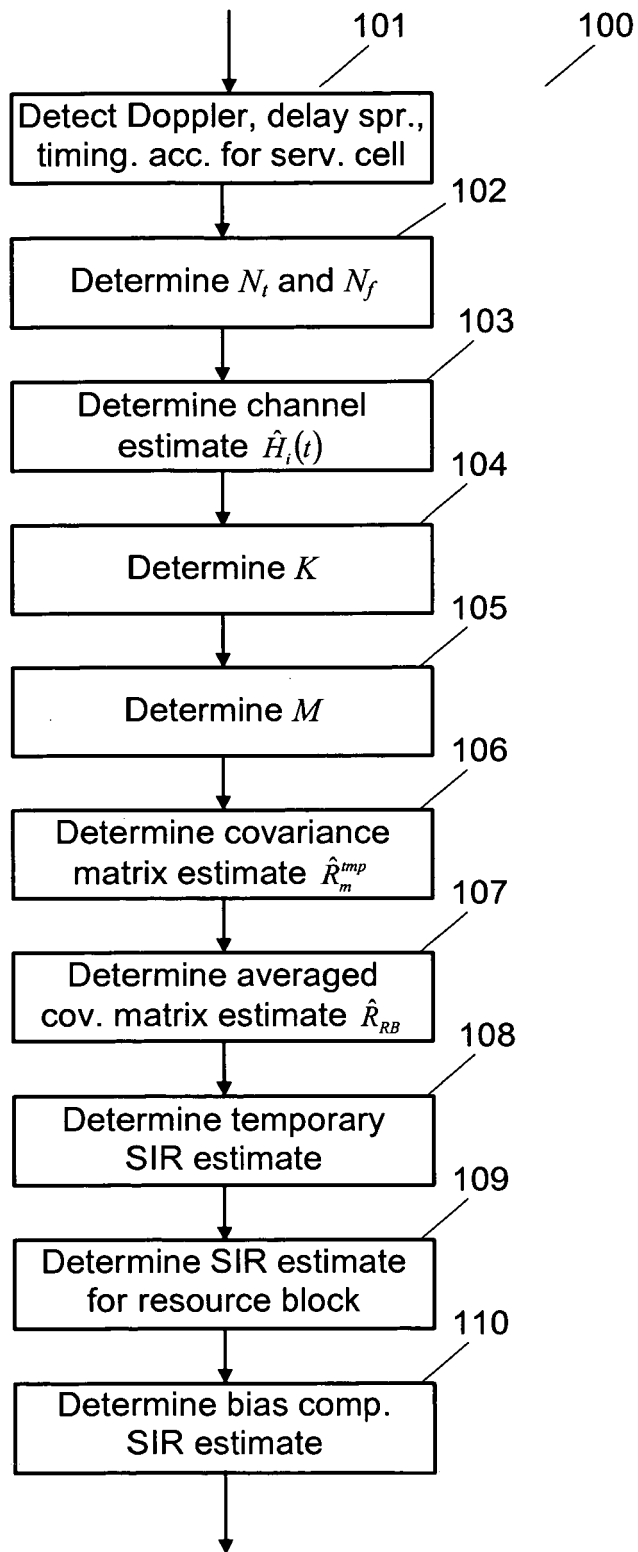 101
100
Detect Doppler, delay spr.,
timing. acc. for serv. cell
102
Determine N_t and N_f
103
Determine channel
estimate Ĥ_i(t)
104
Determine K
105
Determine M
106
Determine covariance
matrix estimate R̂_m^{tmp}
107
Determine averaged
cov. matrix estimate R̂_{RB}
108
Determine temporary
SIR estimate
109
Determine SIR estimate
for resource block
110
Determine bias comp.
SIR estimate